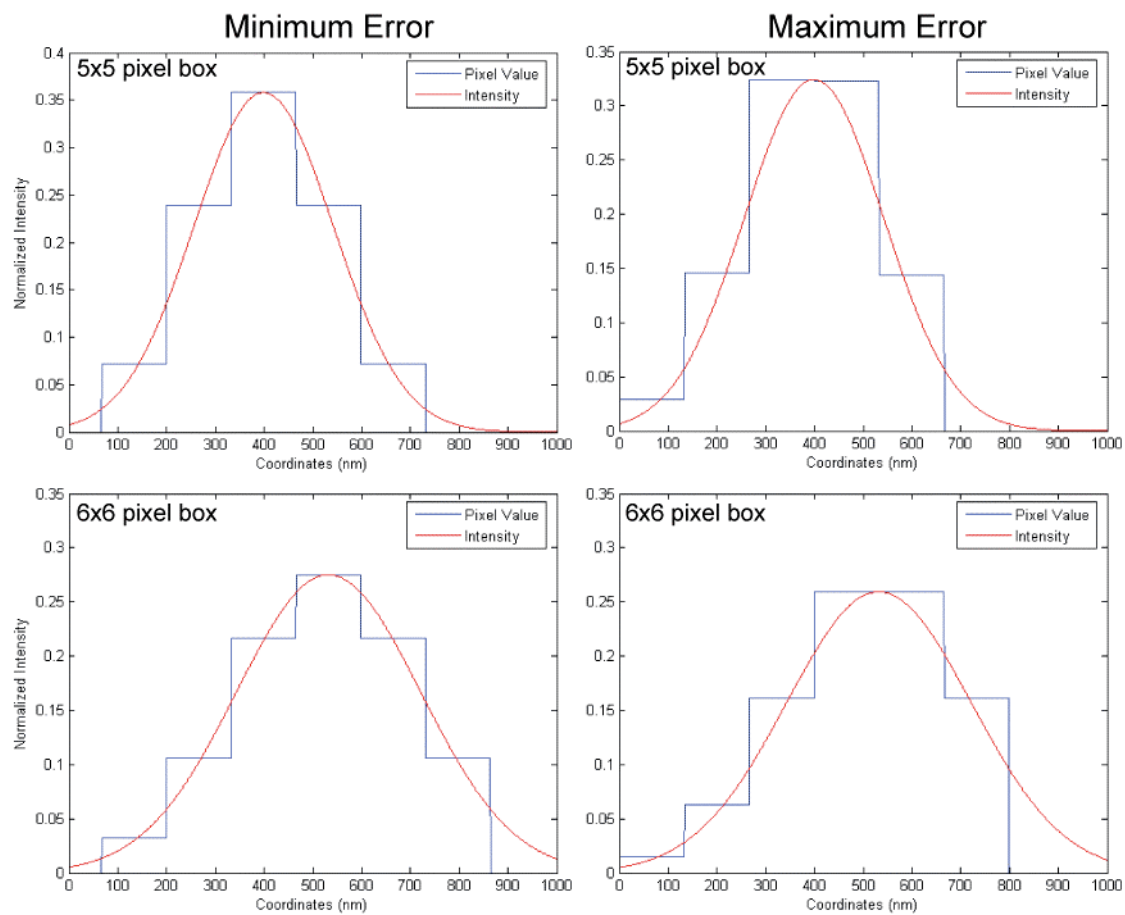 Minimum Error
Maximum Error
5x5 pixel box
Pixel Value
Intensity
0.4
0.35
0.3
0.25
0.2
0.15
0.1
0.05
0
Normalized Intensity
0 100 200 300 400 500 600 700 800 900 1000
Coordinates (nm)
5x5 pixel box
Pixel Value
Intensity
0.35
0.3
0.25
0.2
0.15
0.1
0.05
0
0 100 200 300 400 500 600 700 800 900 1000
Coordinates (nm)
6x6 pixel box
Pixel Value
Intensity
0.35
0.3
0.25
0.2
0.15
0.1
0.05
0
Normalized Intensity
0 100 200 300 400 500 600 700 800 900 1000
Coordinates (nm)
6x6 pixel box
Pixel Value
Intensity
0.35
0.3
0.25
0.2
0.15
0.1
0.05
0
0 100 200 300 400 500 600 700 800 900 1000
Coordinates (nm)